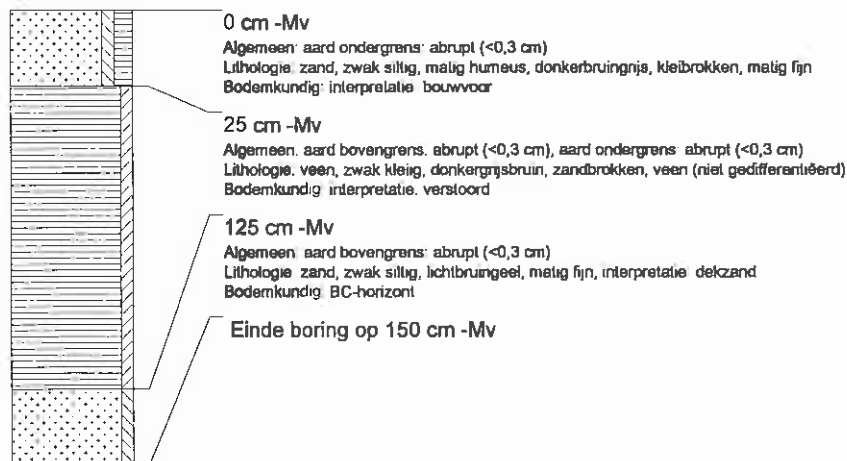 0 cm -Mv
Algemeen: aard ondergrens: abrupt (<0,3 cm)
Lithologie: zand, zwak siltig, matig humeus, donkerbruingrijs, kleibrokken, matig fijn
Bodemkundig: interpretatie: bouwvoor
25 cm -Mv
Algemeen: aard bovengrens: abrupt (<0,3 cm), aard ondergrens: abrupt (<0,3 cm)
Lithologie: veen, zwak kleiig, donkergrijsbruin, zandbrokken, veen (niet gedifferentiëerd)
Bodemkundig: interpretatie: verstoord
125 cm -Mv
Algemeen: aard bovengrens: abrupt (<0,3 cm)
Lithologie: zand, zwak siltig, lichtbruingeel, matig fijn, interpretatie: dekzand
Bodemkundig: BC-horizont
Einde boring op 150 cm -Mv